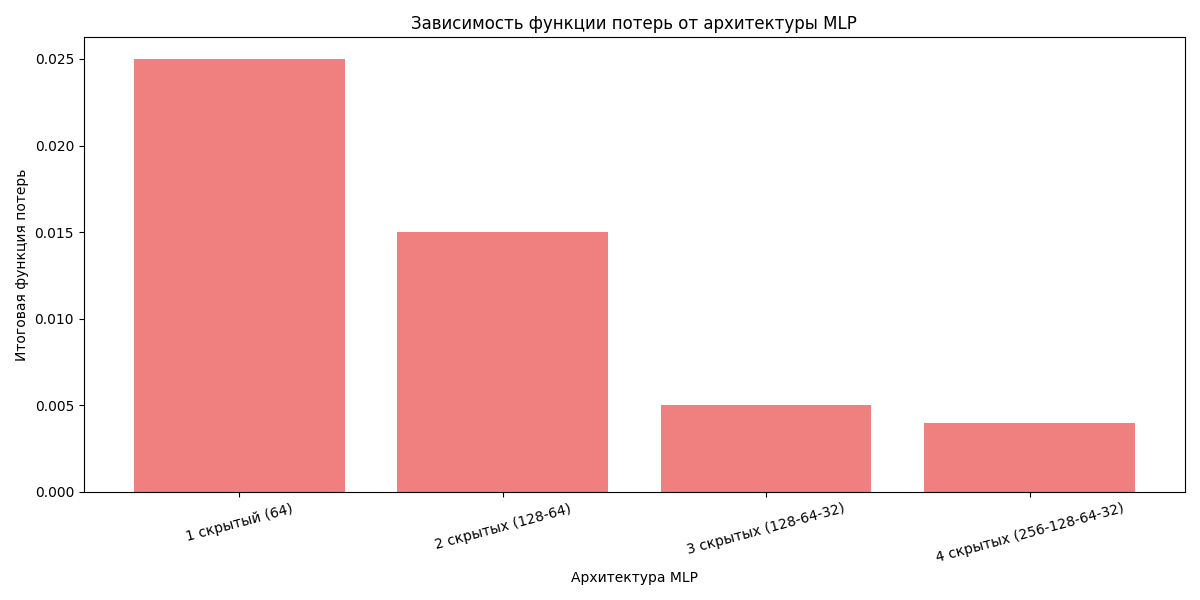 Зависимость функции потерь от архитектуры MLP
Итоговая функция потерь
0.025
0.020
0.015
0.010
0.005
0.000
1 скрытый (64)
2 скрытых (128-64)
3 скрытых (128-64-32)
4 скрытых (256-128-64-32)
Архитектура MLP